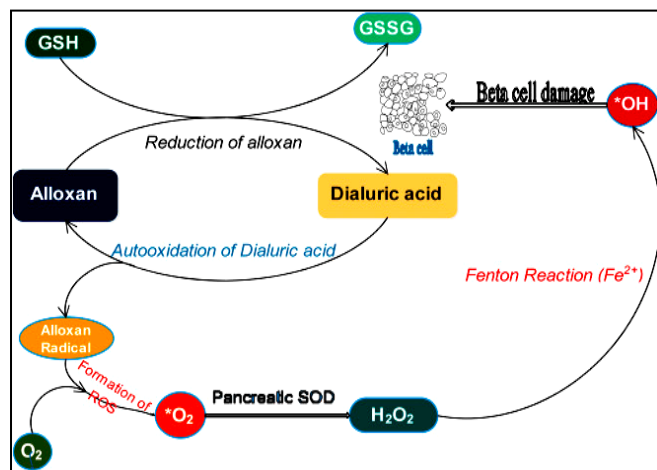 GSH
GSSG
Beta cell damage
*OH
Beta cell
Reduction of alloxan
Alloxan
Dialuric acid
Autooxidation of Dialuric acid
Fenton Reaction (Fe²⁺)
Alloxan
Radical
Formation of
ROS
*O₂
Pancreatic SOD
H₂O₂
O₂